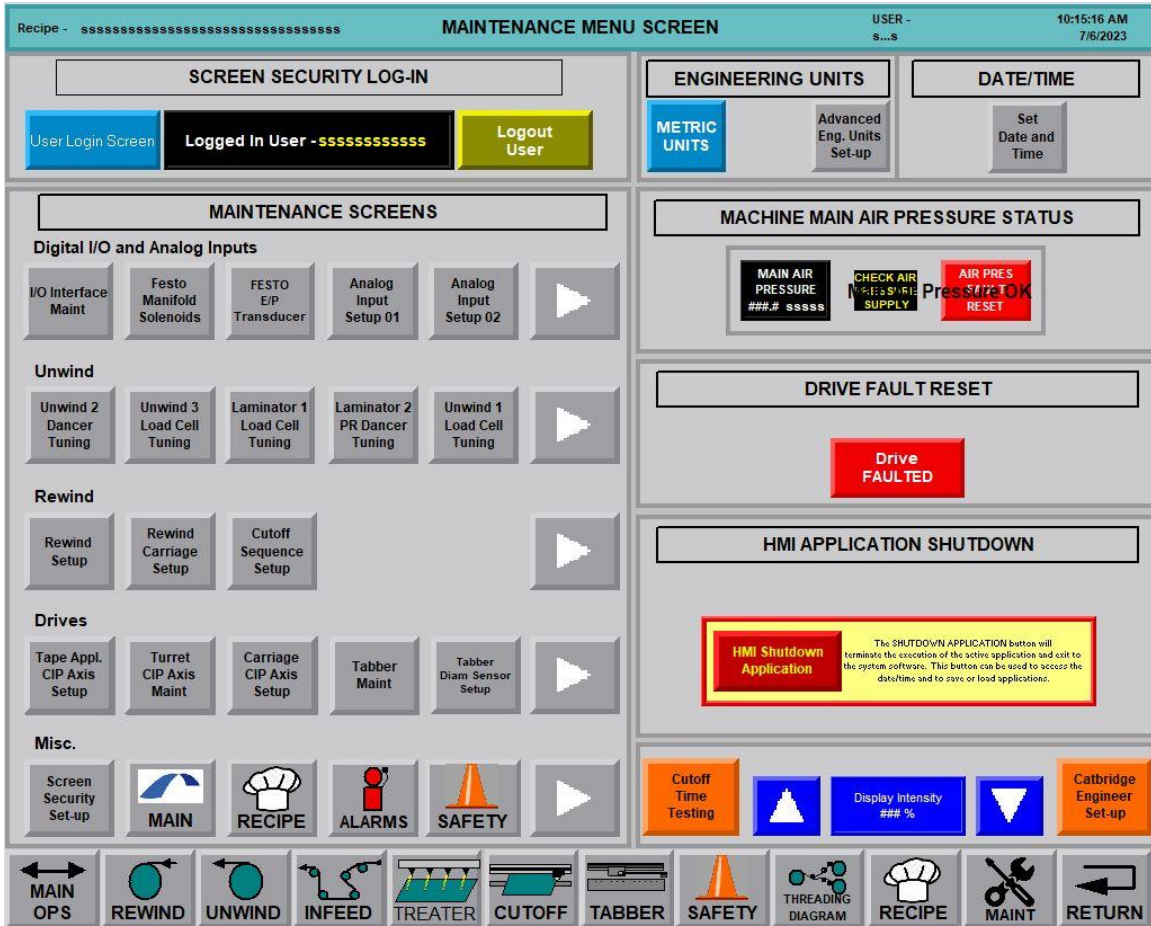 Recipe - sssssssssssssssssssssssssssssssss
MAINTENANCE MENU SCREEN
USER -
s...s
10:15:16 AM
7/6/2023
SCREEN SECURITY LOG-IN
User Login Screen
Logged In User -ssssssssssss
Logout
User
ENGINEERING UNITS
METRIC
UNITS
Advanced
Eng. Units
Set-up
DATE/TIME
Set
Date and
Time
MAINTENANCE SCREENS
Digital I/O and Analog Inputs
I/O Interface
Maint
Festo
Manifold
Solenoids
FESTO
E/P
Transducer
Analog
Input
Setup 01
Analog
Input
Setup 02
Unwind
Unwind 2
Dancer
Tuning
Unwind 3
Load Cell
Tuning
Laminator 1
Load Cell
Tuning
Laminator 2
PR Dancer
Tuning
Unwind 1
Load Cell
Tuning
Rewind
Rewind
Setup
Rewind
Carriage
Setup
Cutoff
Sequence
Setup
Drives
Tape Appl.
CIP Axis
Setup
Turret
CIP Axis
Maint
Carriage
CIP Axis
Setup
Tabber
Maint
Tabber
Diam Sensor
Setup
Misc.
Screen
Security
Set-up
MAIN
RECIPE
ALARMS
SAFETY
MACHINE MAIN AIR PRESSURE STATUS
MAIN AIR
PRESSURE
###.# sssss
CHECK AIR
PRESSURE
SUPPLY
Pressure OK
AIR PRES
FAULT
RESET
DRIVE FAULT RESET
Drive
FAULTED
HMI APPLICATION SHUTDOWN
HMI Shutdown
Application
The SHUTDOWN APPLICATION button will
terminate the execution of the active application and exit to
the system software. This button can be used to access the
date/time and to save or load applications.
Cutoff
Time
Testing
Display Intensity
### %
Catbridge
Engineer
Set-up
MAIN
OPS
REWIND
UNWIND
INFEED
TREATER
CUTOFF
TABBER
SAFETY
THREADING
DIAGRAM
RECIPE
MAINT
RETURN